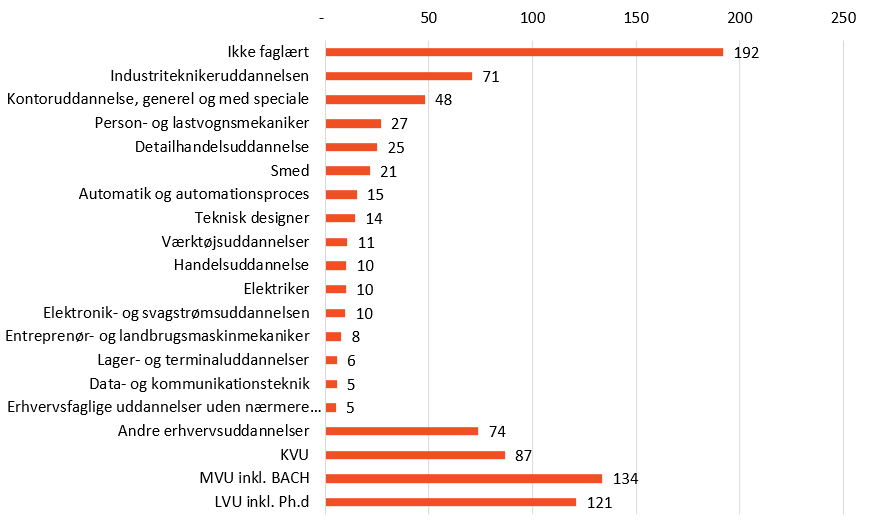 - 50 100 150 200 250
Ikke faglært 192
Industriteknikeruddannelsen 71
Kontoruddannelse, generel og med speciale 48
Person- og lastvognsmekaniker 27
Detailhandelsuddannelse 25
Smed 21
Automatik og automationsproces 15
Teknisk designer 14
Værktøjsuddannelser 11
Handelsuddannelse 10
Elektriker 10
Elektronik- og svagstrømsuddannelsen 10
Entreprenør- og landbrugsmaskinmekaniker 8
Lager- og terminaluddannelser 6
Data- og kommunikationsteknik 5
Erhvervsfaglige uddannelser uden nærmere... 5
Andre erhvervsuddannelser 74
KVU 87
MVU inkl. BACH 134
LVU inkl. Ph.d 121